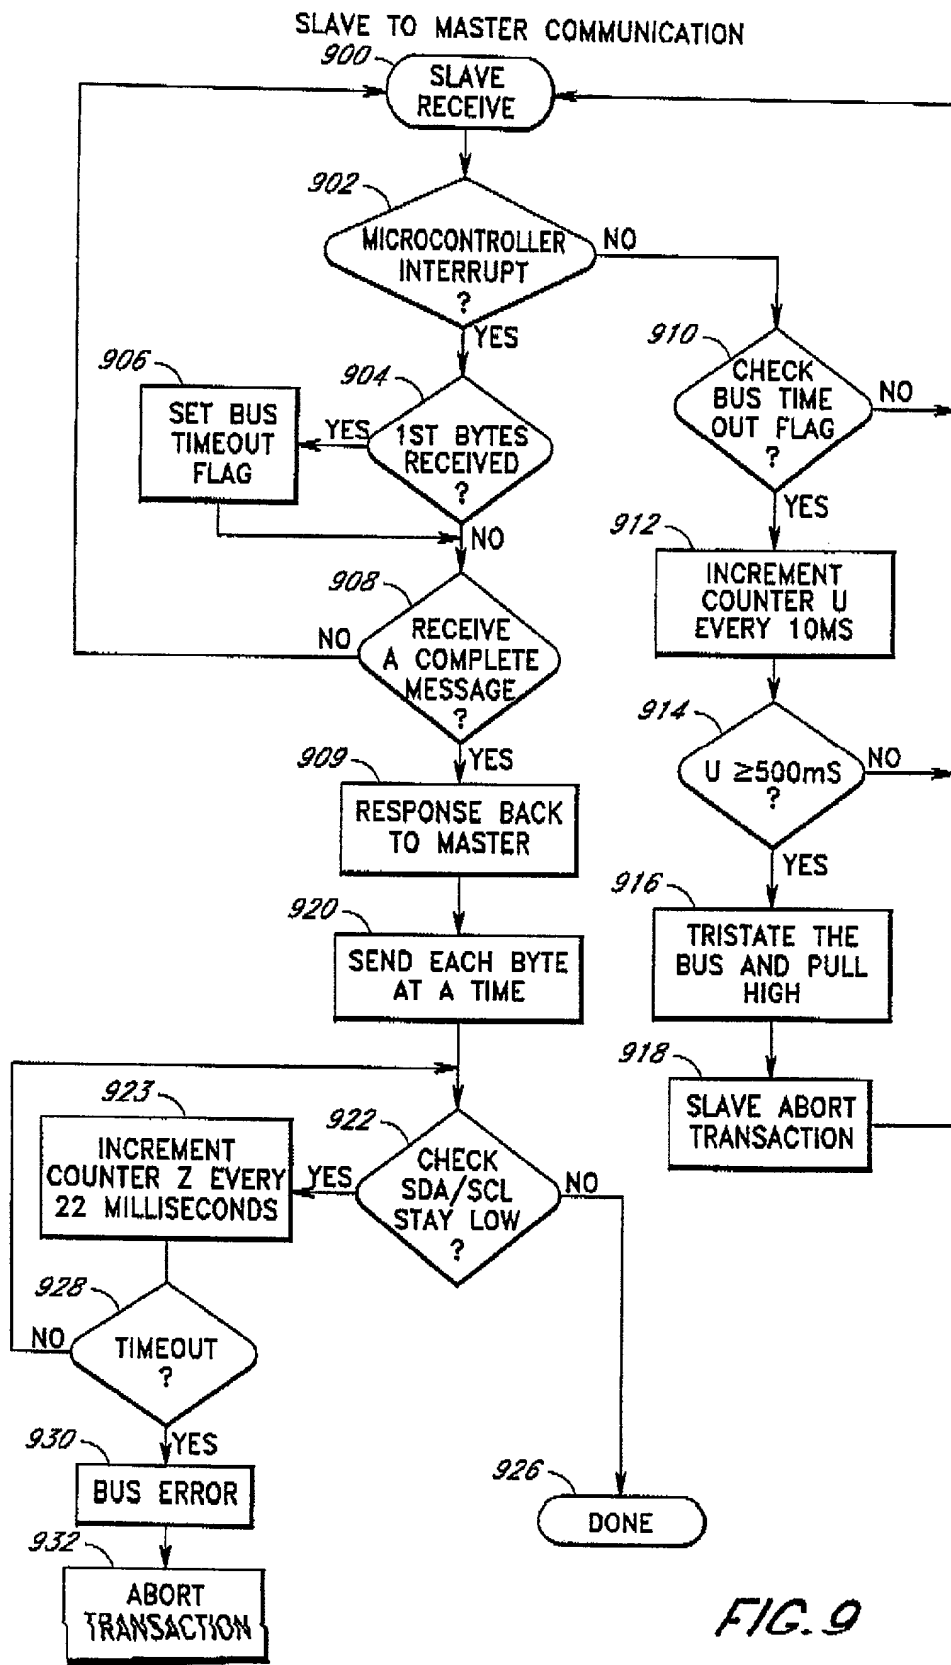 SLAVE TO MASTER COMMUNICATION
900
SLAVE
RECEIVE
902
MICROCONTROLLER
INTERRUPT
?
NO
YES
906
SET BUS
TIMEOUT
FLAG
904
YES
1ST BYTES
RECEIVED
?
NO
910
CHECK
BUS TIME
OUT FLAG
?
NO
YES
912
INCREMENT
COUNTER U
EVERY 10MS
908
NO
RECEIVE
A COMPLETE
MESSAGE
?
YES
914
U ≥500mS
?
NO
YES
909
RESPONSE BACK
TO MASTER
916
TRISTATE THE
BUS AND PULL
HIGH
920
SEND EACH BYTE
AT A TIME
918
SLAVE ABORT
TRANSACTION
923
INCREMENT
COUNTER Z EVERY
22 MILLISECONDS
922
YES
CHECK
SDA/SCL
STAY LOW
?
NO
928
NO
TIMEOUT
?
YES
930
BUS ERROR
926
DONE
932
ABORT
TRANSACTION
FIG. 9